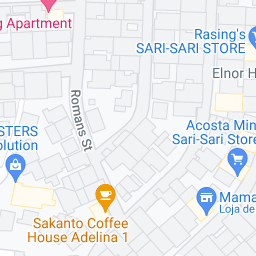 g Apartment
Rasing's
SARI-SARI STORE
Elnor H
Romans St
STERS
olution
Acosta Min
Sari-Sari Store
Mama
Loja de
Sakanto Coffee
House Adelina 1